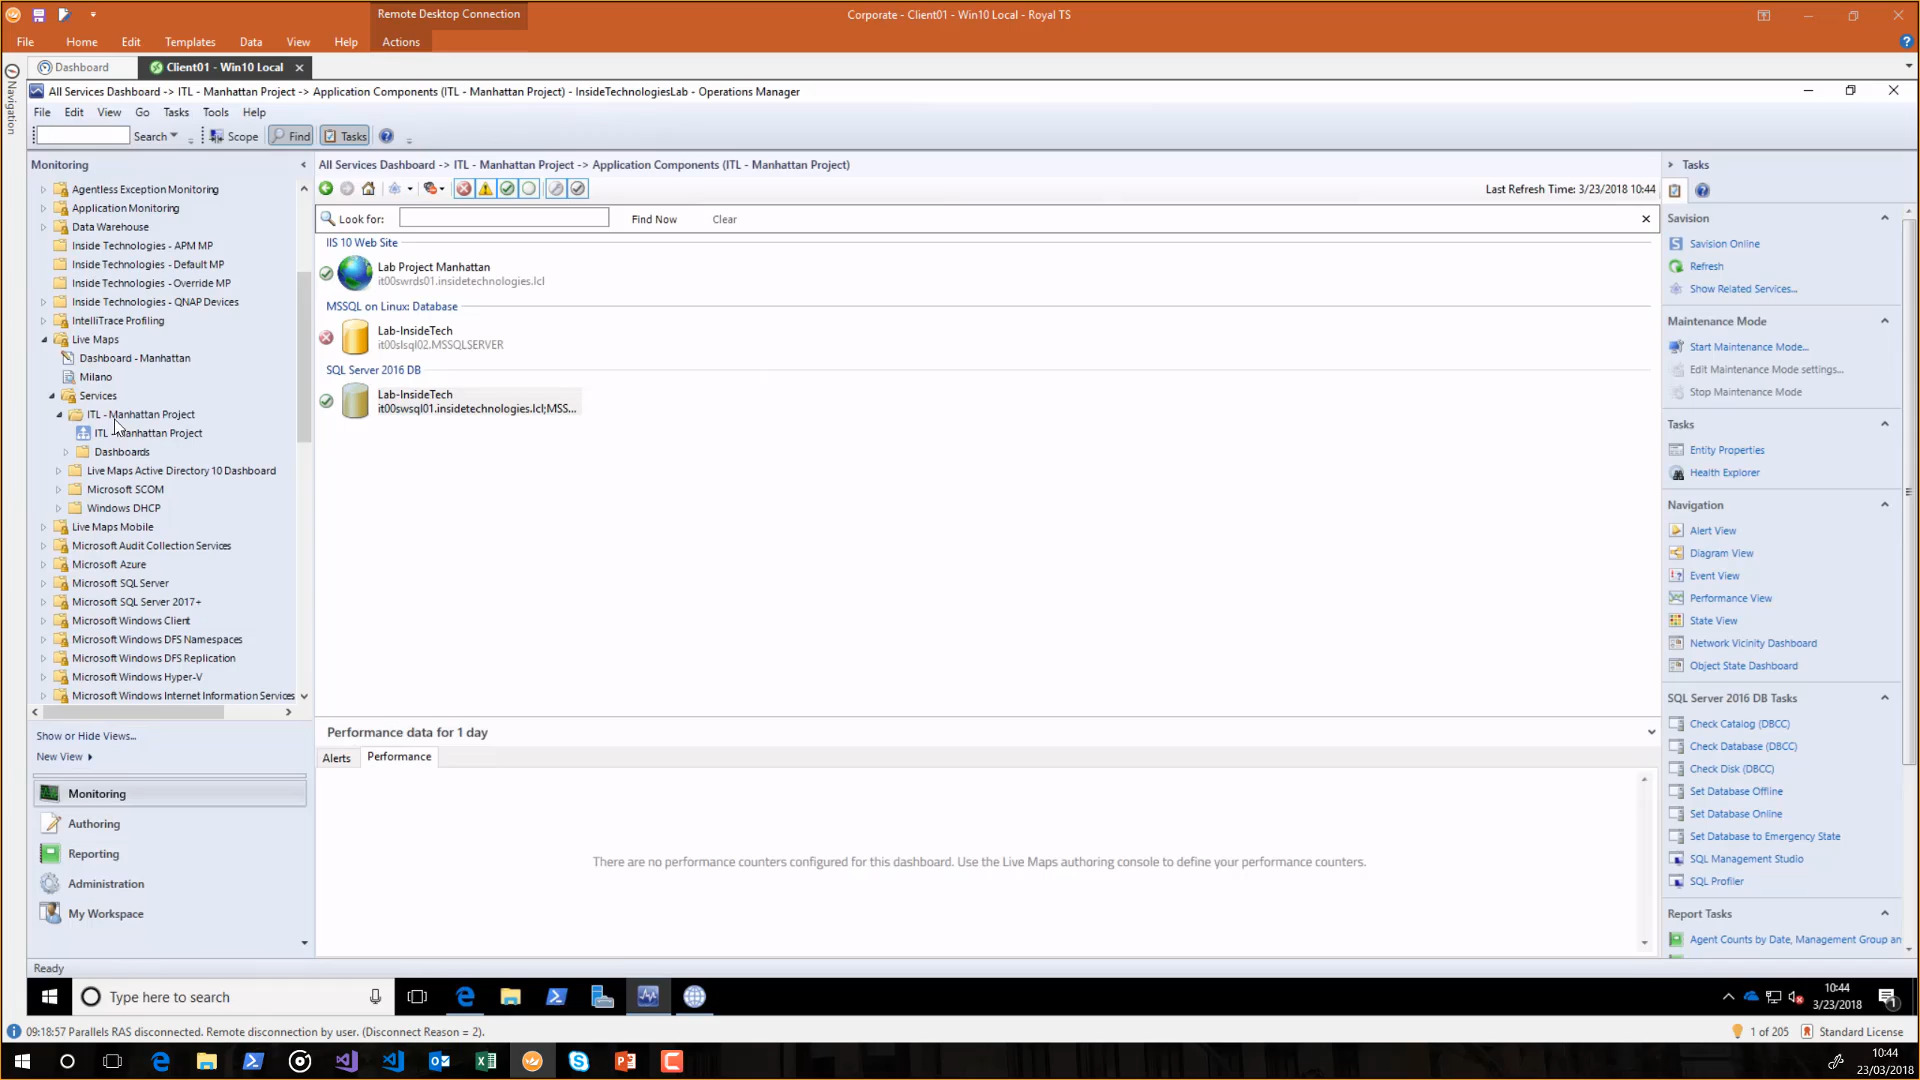 Remote Desktop Connection
Corporate - Client01 - Win10 Local - Royal TS
File Home Edit Templates Data View Help Actions
Dashboard
Client01 - Win10 Local
Navigation
All Services Dashboard -> ITL - Manhattan Project -> Application Components (ITL - Manhattan Project) - InsideTechnologiesLab - Operations Manager
File Edit View Go Tasks Tools Help
Search Scope Find Tasks
Monitoring
Agentless Exception Monitoring
Application Monitoring
Data Warehouse
Inside Technologies - APM MP
Inside Technologies - Default MP
Inside Technologies - Override MP
Inside Technologies - QNAP Devices
IntelliTrace Profiling
Live Maps
Dashboard - Manhattan
Milano
Services
ITL - Manhattan Project
ITL - Manhattan Project
Dashboards
Live Maps Active Directory 10 Dashboard
Microsoft SCOM
Windows DHCP
Live Maps Mobile
Microsoft Audit Collection Services
Microsoft Azure
Microsoft SQL Server
Microsoft SQL Server 2017+
Microsoft Windows Client
Microsoft Windows DFS Namespaces
Microsoft Windows DFS Replication
Microsoft Windows Hyper-V
Microsoft Windows Internet Information Services
Show or Hide Views...
New View
Monitoring
Authoring
Reporting
Administration
My Workspace
All Services Dashboard -> ITL - Manhattan Project -> Application Components (ITL - Manhattan Project)
Last Refresh Time: 3/23/2018 10:44
Look for: Find Now Clear
IIS 10 Web Site
Lab Project Manhattan
it00swrds01.insidetechnologies.lcl
MSSQL on Linux: Database
Lab-InsideTech
it00slsql02.MSSQLSERVER
SQL Server 2016 DB
Lab-InsideTech
it00swsql01.insidetechnologies.lcl;MSS...
Performance data for 1 day
Alerts Performance
There are no performance counters configured for this dashboard. Use the Live Maps authoring console to define your performance counters.
Tasks
Savision
Savision Online
Refresh
Show Related Services...
Maintenance Mode
Start Maintenance Mode...
Edit Maintenance Mode settings...
Stop Maintenance Mode
Tasks
Entity Properties
Health Explorer
Navigation
Alert View
Diagram View
Event View
Performance View
State View
Network Vicinity Dashboard
Object State Dashboard
SQL Server 2016 DB Tasks
Check Catalog (DBCC)
Check Database (DBCC)
Check Disk (DBCC)
Set Database Offline
Set Database Online
Set Database to Emergency State
SQL Management Studio
SQL Profiler
Report Tasks
Agent Counts by Date, Management Group an
Ready
Type here to search
10:44
3/23/2018
1
09:18:57 Parallels RAS disconnected. Remote disconnection by user. (Disconnect Reason = 2).
1 of 205
Standard License
10:44
23/03/2018